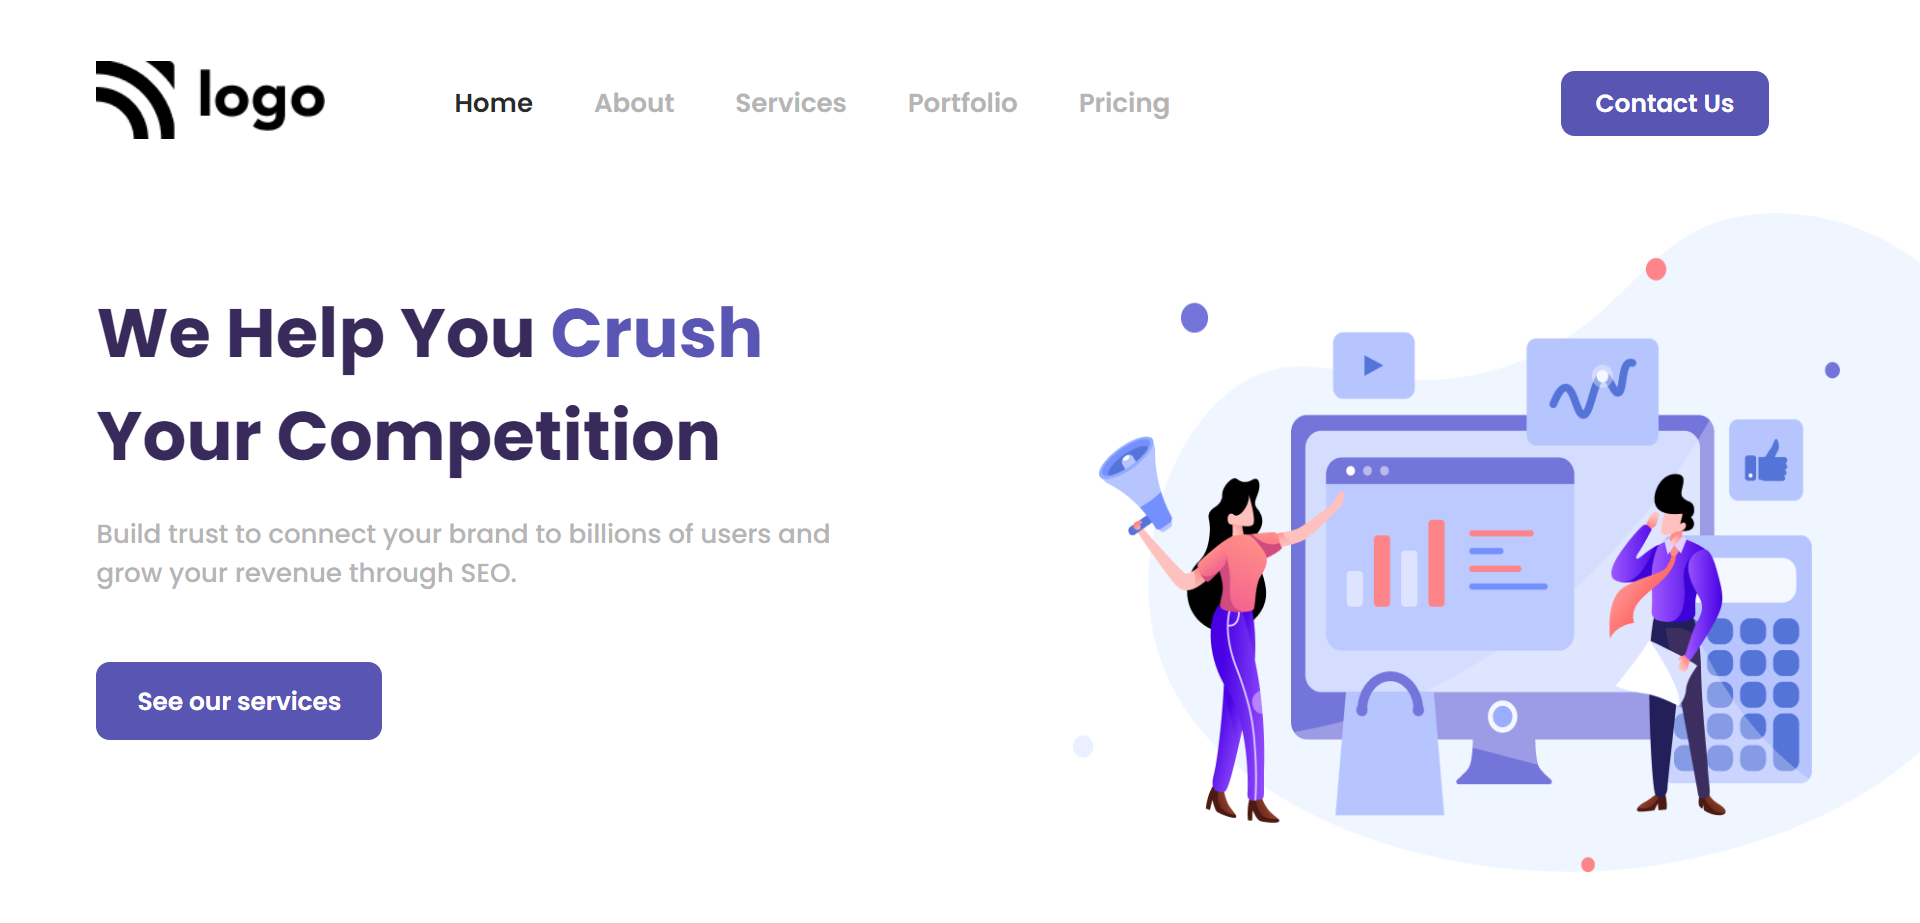 logo
Home About Services Portfolio Pricing
Contact Us
We Help You Crush
Your Competition
Build trust to connect your brand to billions of users and
grow your revenue through SEO.
See our services